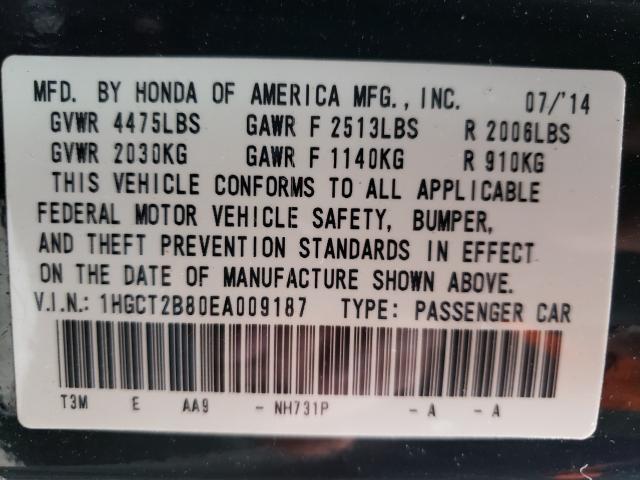 MFD. BY HONDA OF AMERICA MFG., INC. 07/'14
GVWR 4475LBS GAWR F 2513LBS R 2006LBS
GVWR 2030KG GAWR F 1140KG R 910KG
THIS VEHICLE CONFORMS TO ALL APPLICABLE
FEDERAL MOTOR VEHICLE SAFETY, BUMPER,
AND THEFT PREVENTION STANDARDS IN EFFECT
ON THE DATE OF MANUFACTURE SHOWN ABOVE.
V.I.N.: 1HGCT2B80EA009187 TYPE: PASSENGER CAR
T3M E AA9 - NH731P - A - A